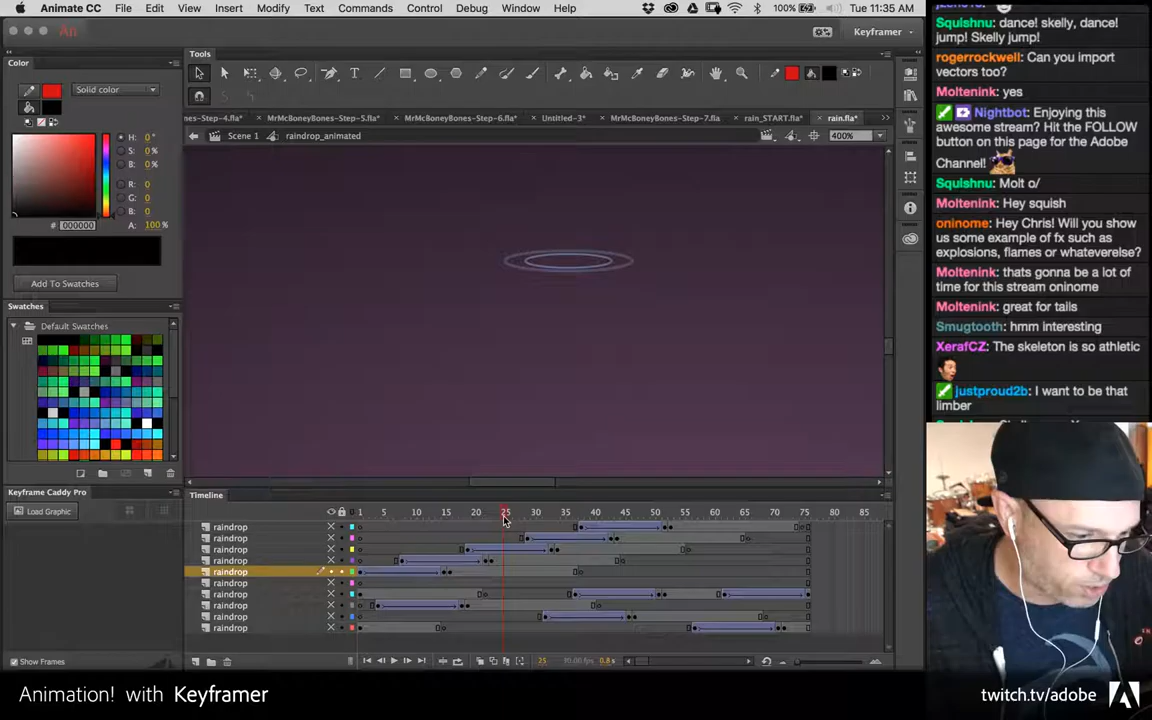 Animate CC File Edit View Insert Modify Text Commands Control Debug Window Help 100% Tue 11:35 AM
An Keyframer
Color
Solid color
H: 0 °
S: 0 %
B: 0 %
R: 0
G: 0
B: 0
# 000000 A: 100 %
Add To Swatches
Swatches
Default Swatches
Keyframe Caddy Pro
Load Graphic
Show Frames
Tools
nes-Step-4.fla* × MrMcBoneyBones-Step-5.fla* × MrMcBoneyBones-Step-6.fla* × Untitled-3* × MrMcBoneyBones-Step-7.fla × rain_START.fla* × rain.fla*
Scene 1 raindrop_animated 400%
Timeline
1 5 10 15 20 25 30 35 40 45 50 55 60 65 70 75 80 85
raindrop
raindrop
raindrop
raindrop
raindrop
raindrop
raindrop
raindrop
raindrop
raindrop
25 0.8s
Squishnu: dance! skelly, dance!
jump! Skelly jump!
rogerrockwell: Can you import
vectors too?
Moltenink: yes
Nightbot: Enjoying this
awesome stream? Hit the FOLLOW
button on this page for the Adobe
Channel!
Squishnu: Molt o/
Moltenink: Hey squish
oninome: Hey Chris! Will you show
us some example of fx such as
explosions, flames or whateverelse?
Moltenink: thats gonna be a lot of
time for this stream oninome
Moltenink: great for tails
Smugtooth: hmm interesting
XerafCZ: The skeleton is so athletic
justproud2b: I want to be that
limber
Animation! with Keyframer
twitch.tv/adobe